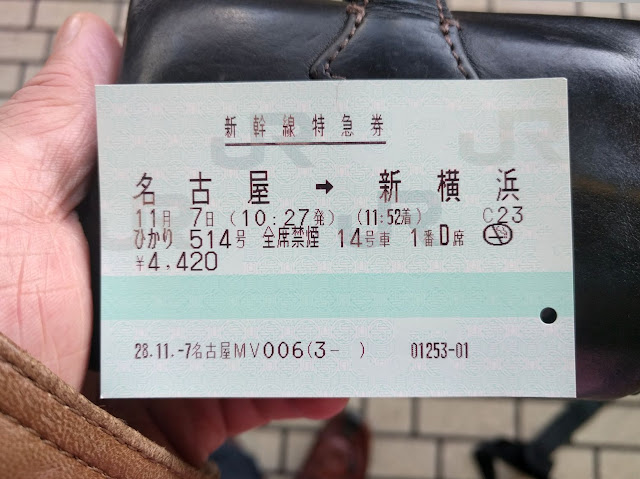 新幹線特急券
名古屋 → 新横浜
11月 7日 (10:27発) (11:52着) C23
ひかり 514号 全席禁煙 14号車 1番D席
¥4,420
28.11.-7名古屋MV006(3- ) 01253-01